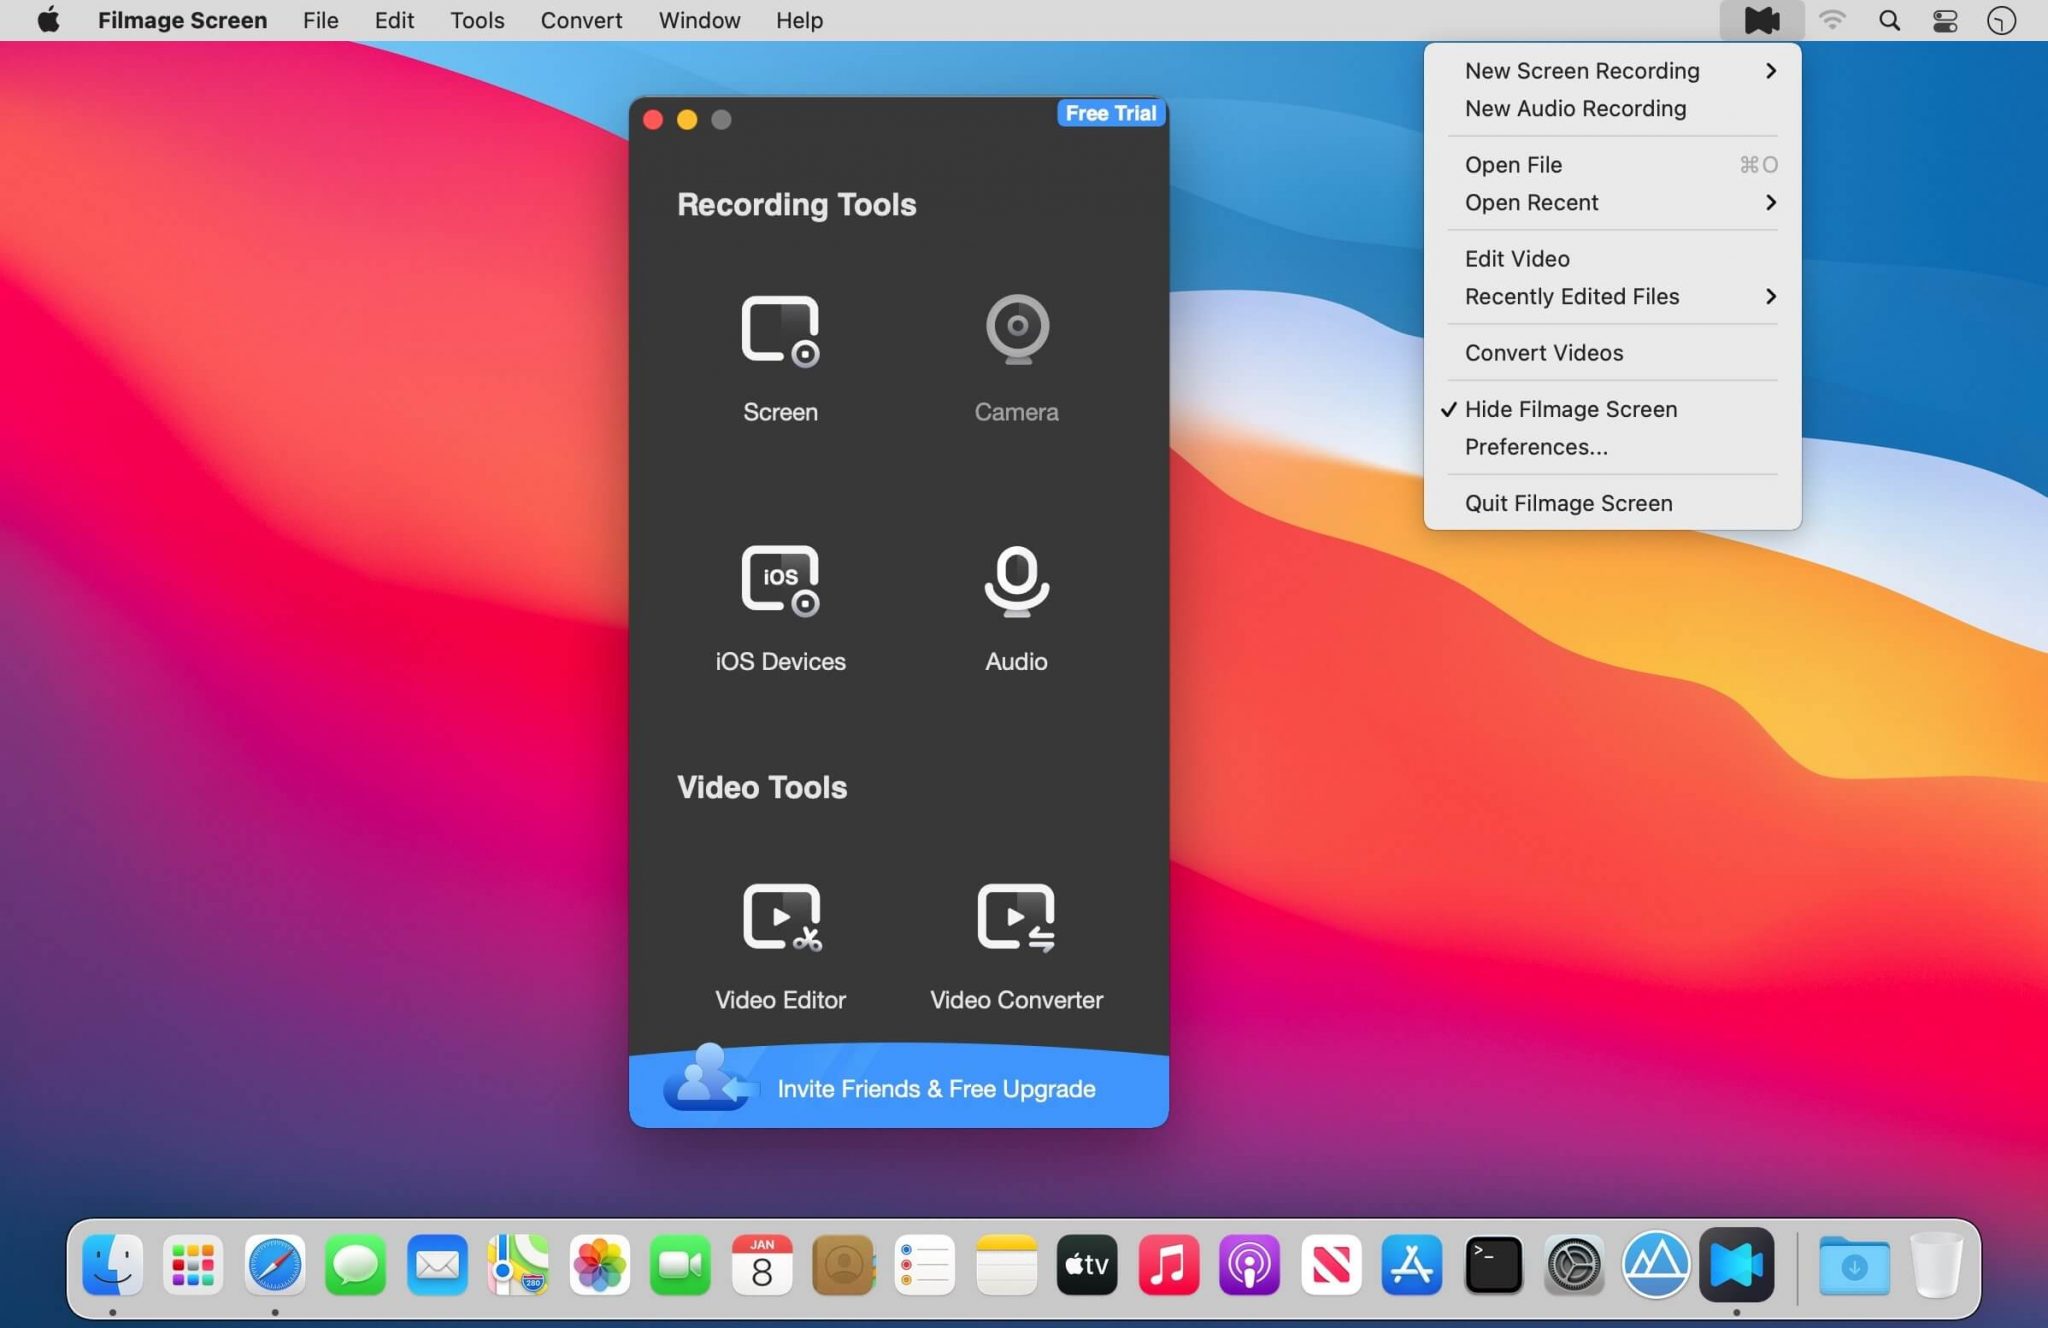 Filmage Screen File Edit Tools Convert Window Help
New Screen Recording
New Audio Recording
Open File ⌘O
Open Recent
Edit Video
Recently Edited Files
Convert Videos
✓ Hide Filmage Screen
Preferences...
Quit Filmage Screen
Free Trial
Recording Tools
Screen
Camera
iOS
iOS Devices
Audio
Video Tools
Video Editor
Video Converter
Invite Friends & Free Upgrade
280
JAN
8
tv
>_